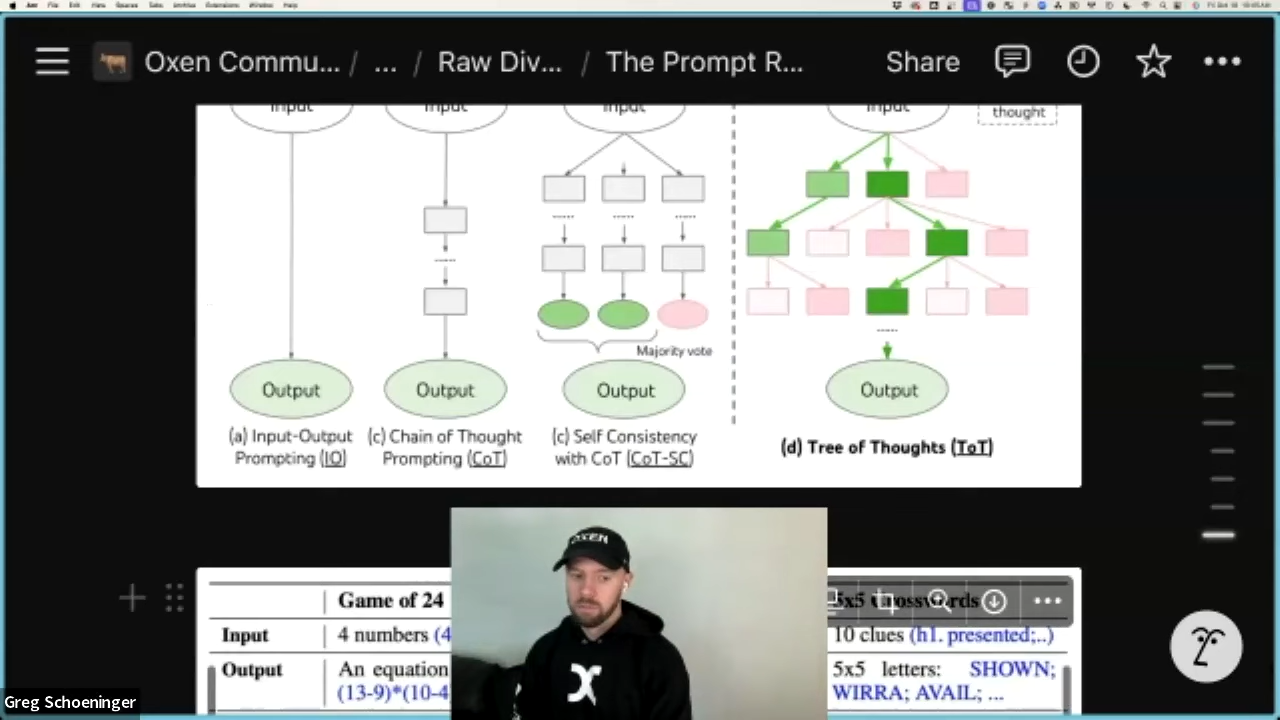 Oxen Commu... / ... / Raw Div... / The Prompt R... Share
Input
Input
Input
Input
thought
Majority vote
Output
Output
Output
Output
(a) Input-Output
Prompting (IO)
(c) Chain of Thought
Prompting (CoT)
(c) Self Consistency
with CoT (CoT-SC)
(d) Tree of Thoughts (ToT)
OXEN
Game of 24
5x5 Crosswords
Input
4 numbers (4
10 clues (h1. presented;..)
Output
An equation
(13-9)*(10-4
5x5 letters: SHOWN;
WIRRA; AVAIL; ...
Greg Schoeninger